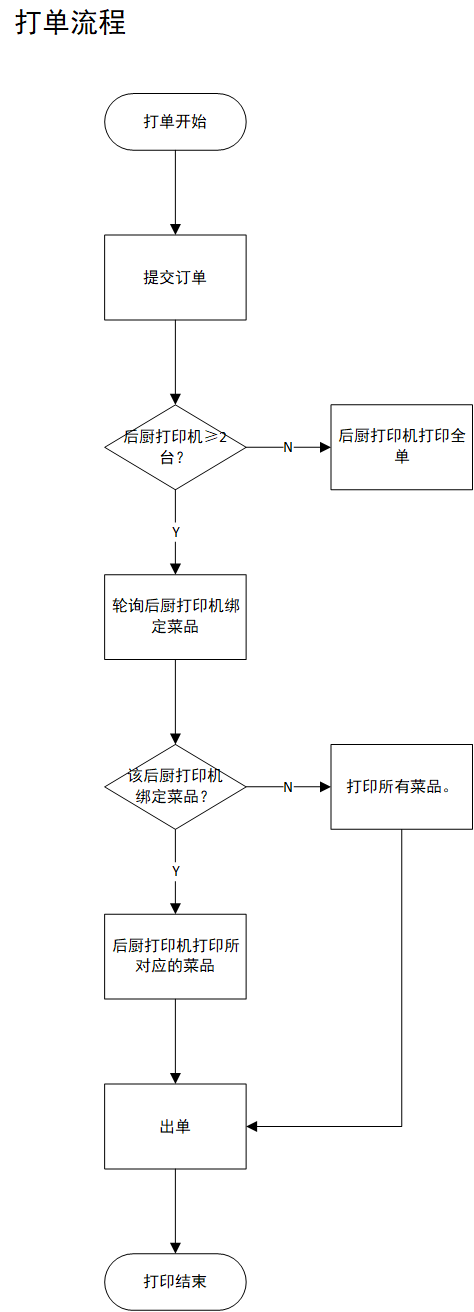 打单流程
打单开始
提交订单
后厨打印机≥2
台?
N
后厨打印机打印全
单
Y
轮询后厨打印机绑
定菜品
该后厨打印机
绑定菜品?
N
打印所有菜品。
Y
后厨打印机打印所
对应的菜品
出单
打印结束